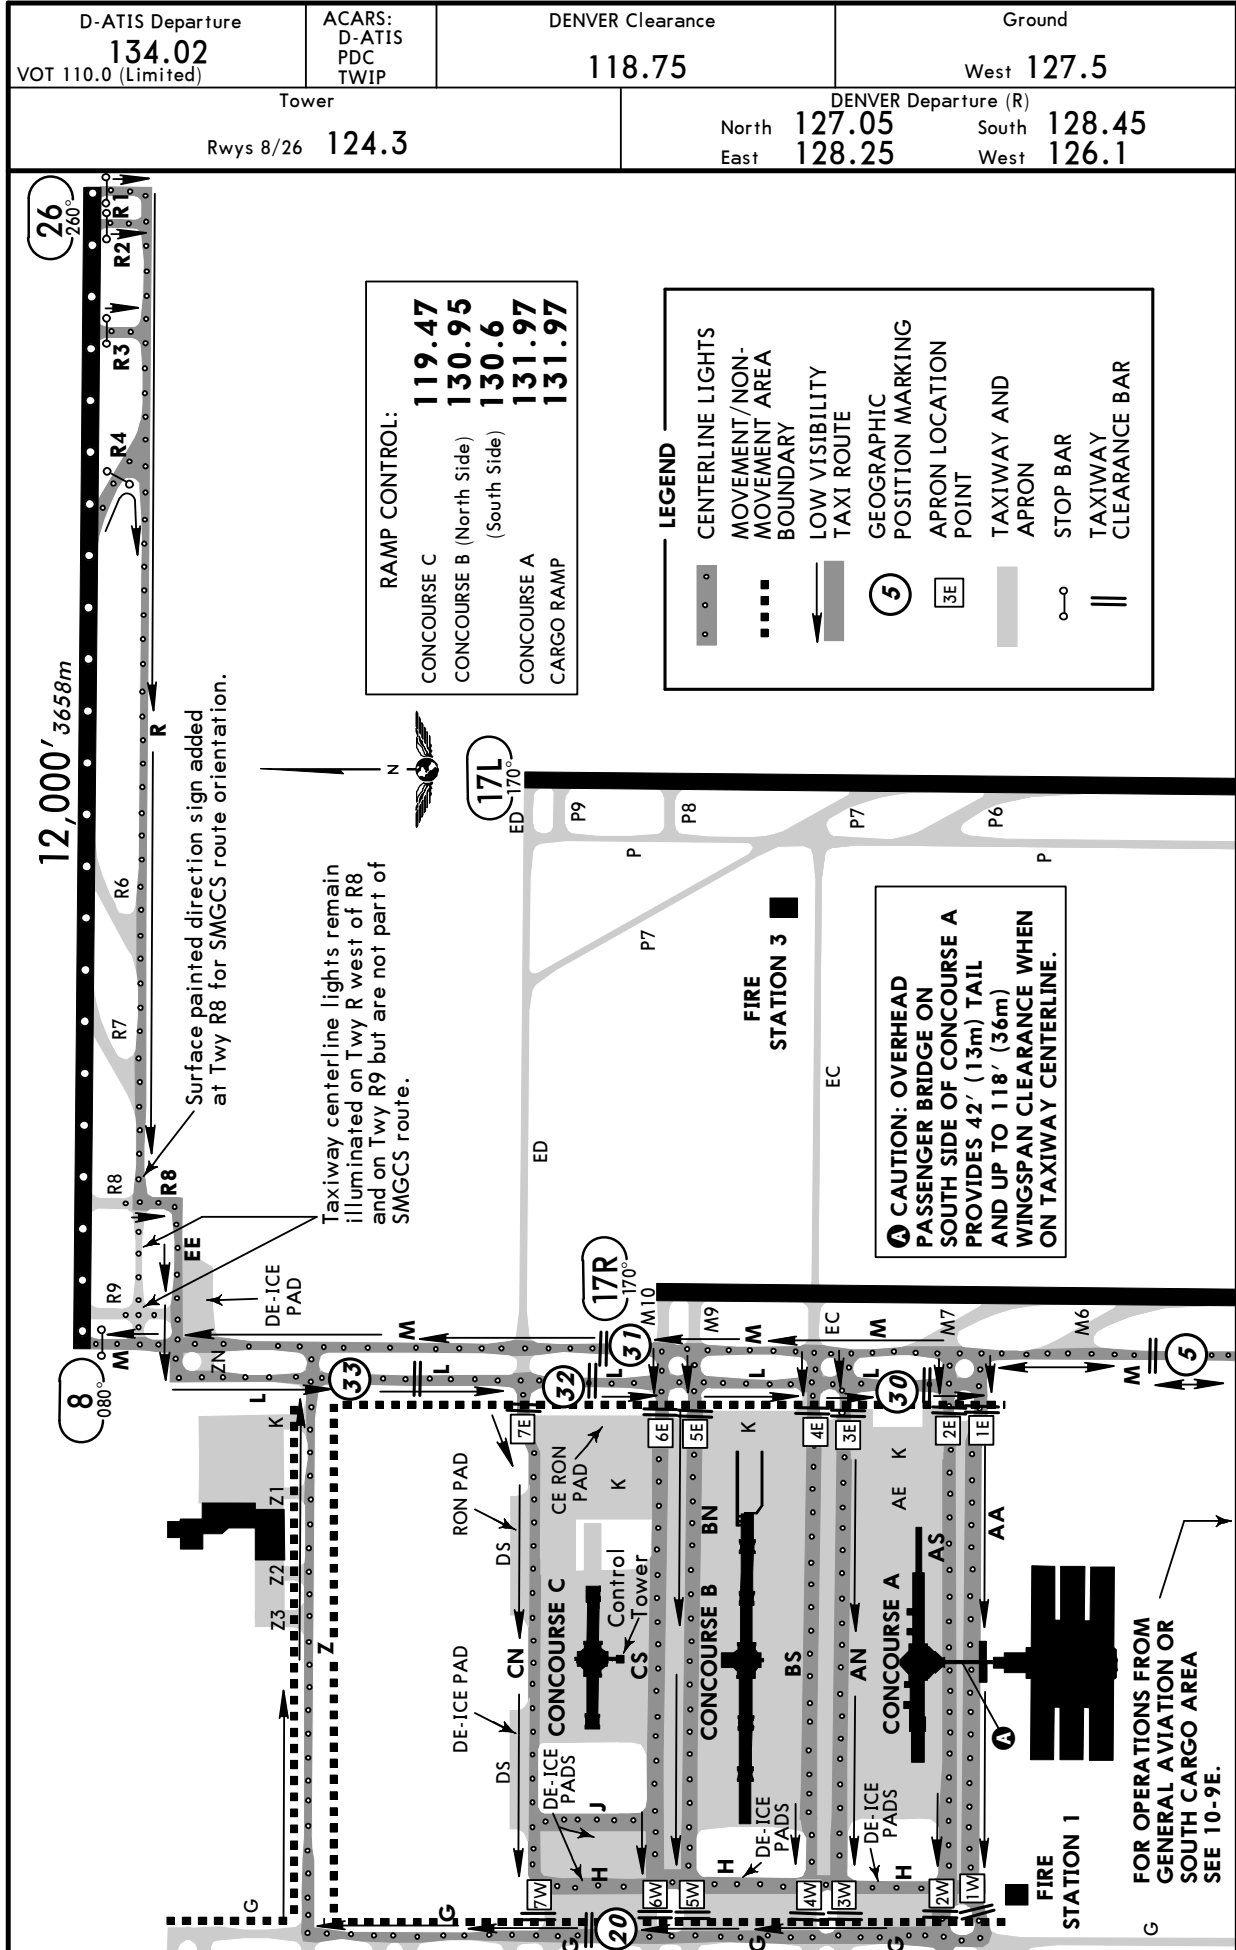 D-ATIS Departure
134.02
VOT 110.0 (Limited)
ACARS:
D-ATIS
PDC
TWIP
DENVER Clearance
118.75
Ground
West 127.5
Tower
Rwys 8/26 124.3
DENVER Departure (R)
North 127.05 South 128.45
East 128.25 West 126.1
26
260°
R1
R2
R3
R4
12,000' 3658m
R
R6
R7
R8
R8
R9
EE
Surface painted direction sign added
at Twy R8 for SMGCS route orientation.
Taxiway centerline lights remain
illuminated on Twy R west of R8
and on Twy R9 but are not part of
SMGCS route.
DE-ICE
PAD
8
080°
M
ZN
L
K
RAMP CONTROL:
CONCOURSE C 119.47
CONCOURSE B (North Side) 130.95
(South Side) 130.6
CONCOURSE A 131.97
CARGO RAMP 131.97
LEGEND
CENTERLINE LIGHTS
MOVEMENT/NON-
MOVEMENT AREA
BOUNDARY
LOW VISIBILITY
TAXI ROUTE
5
GEOGRAPHIC
POSITION MARKING
3E
APRON LOCATION
POINT
TAXIWAY AND
APRON
STOP BAR
TAXIWAY
CLEARANCE BAR
N
17L
170°
ED
P9
P8
P7
P6
P
P
P7
ED
EC
FIRE
STATION 3
A CAUTION: OVERHEAD
PASSENGER BRIDGE ON
SOUTH SIDE OF CONCOURSE A
PROVIDES 42' (13m) TAIL
AND UP TO 118' (36m)
WINGSPAN CLEARANCE WHEN
ON TAXIWAY CENTERLINE.
17R
170°
M10
M9
EC
M7
M6
M
M
M
33
L
32
L
31
L
30
L
5
7E
6E
5E
4E
3E
2E
1E
Z1
Z2
Z3
Z
RON PAD
DS
CE RON
PAD
K
K
K
AE
CN
CONCOURSE C
Control
Tower
CS
BN
CONCOURSE B
BS
AN
CONCOURSE A
AS
AA
A
DE-ICE PAD
DS
DE-ICE
PADS
J
H
H
DE-ICE
PADS
DE-ICE
PADS
H
7W
6W
5W
4W
3W
2W
1W
G
G
G
20
G
G
G
G
FIRE
STATION 1
FOR OPERATIONS FROM
GENERAL AVIATION OR
SOUTH CARGO AREA
SEE 10-9E.